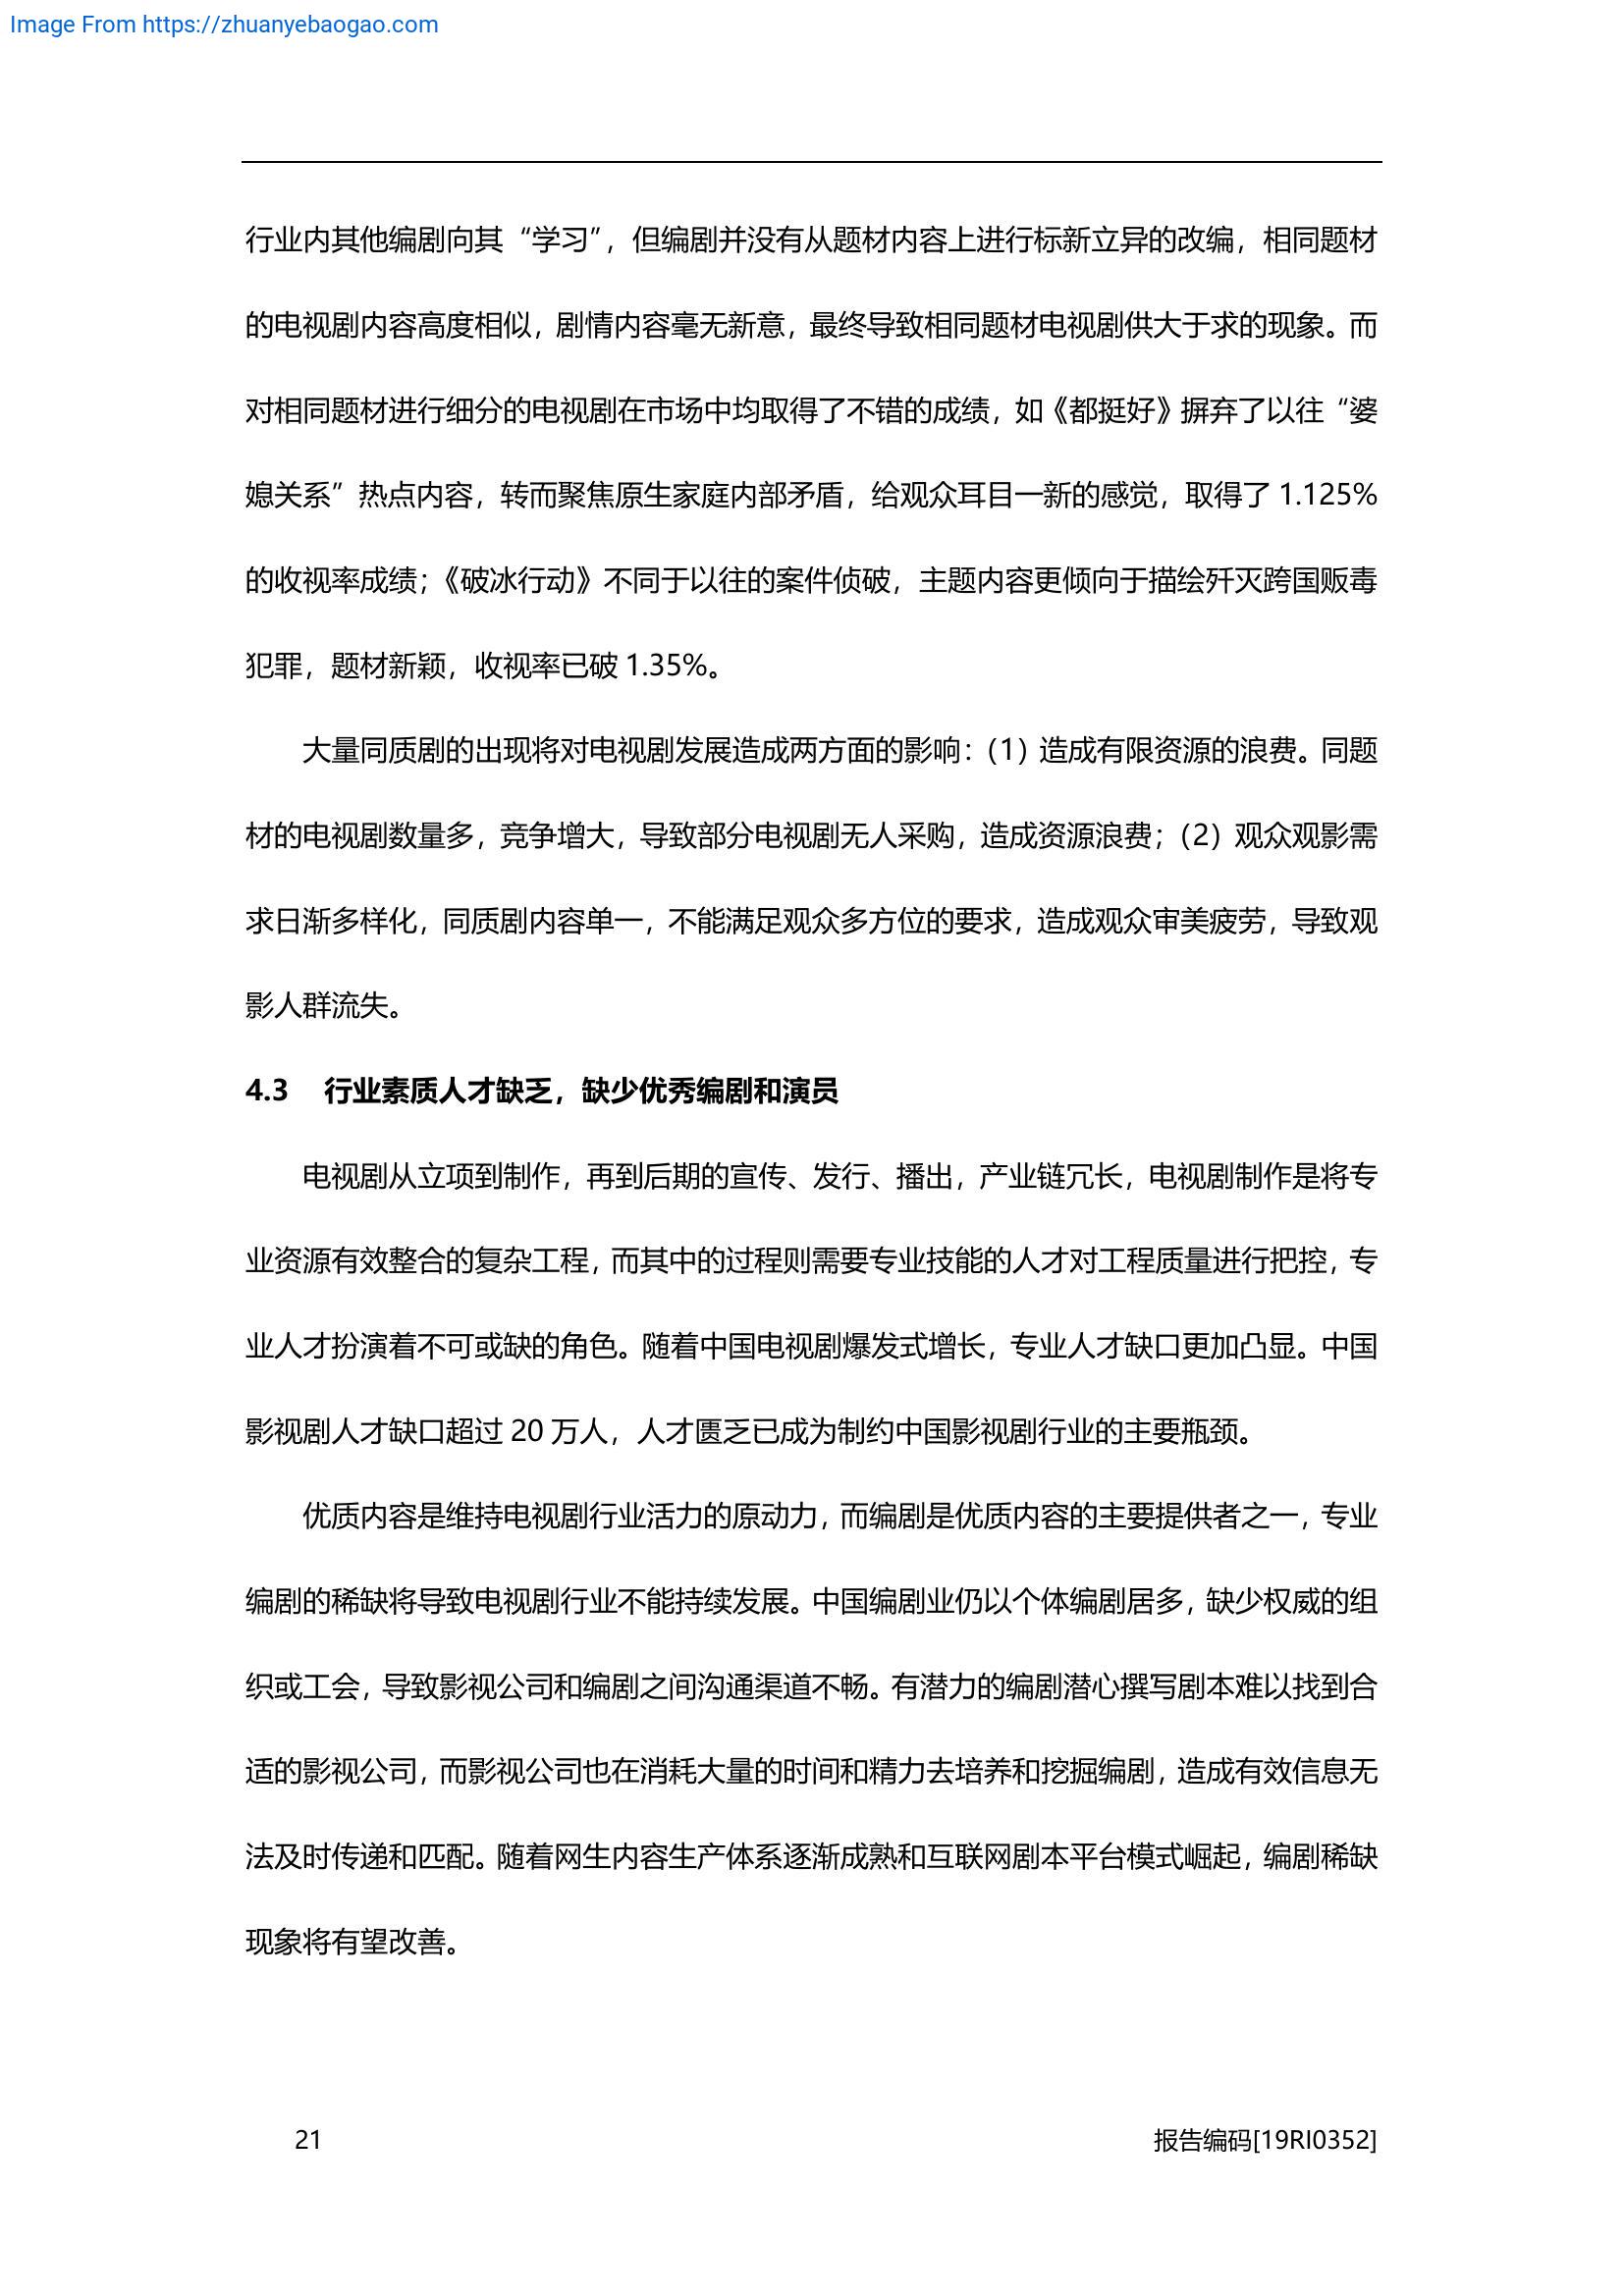 Image From https://zhuanyebaogao.com
行业内其他编剧向其“学习”，但编剧并没有从题材内容上进行标新立异的改编，相同题材
的电视剧内容高度相似，剧情内容毫无新意，最终导致相同题材电视剧供大于求的现象。而
对相同题材进行细分的电视剧在市场中均取得了不错的成绩，如《都挺好》摒弃了以往“婆
媳关系”热点内容，转而聚焦原生家庭内部矛盾，给观众耳目一新的感觉，取得了 1.125%
的收视率成绩；《破冰行动》不同于以往的案件侦破，主题内容更倾向于描绘歼灭跨国贩毒
犯罪，题材新颖，收视率已破 1.35%。
大量同质剧的出现将对电视剧发展造成两方面的影响：（1）造成有限资源的浪费。同题
材的电视剧数量多，竞争增大，导致部分电视剧无人采购，造成资源浪费；（2）观众观影需
求日渐多样化，同质剧内容单一，不能满足观众多方位的要求，造成观众审美疲劳，导致观
影人群流失。
4.3 行业素质人才缺乏，缺少优秀编剧和演员
电视剧从立项到制作，再到后期的宣传、发行、播出，产业链冗长，电视剧制作是将专
业资源有效整合的复杂工程，而其中的过程则需要专业技能的人才对工程质量进行把控，专
业人才扮演着不可或缺的角色。随着中国电视剧爆发式增长，专业人才缺口更加凸显。中国
影视剧人才缺口超过 20 万人，人才匮乏已成为制约中国影视剧行业的主要瓶颈。
优质内容是维持电视剧行业活力的原动力，而编剧是优质内容的主要提供者之一，专业
编剧的稀缺将导致电视剧行业不能持续发展。中国编剧业仍以个体编剧居多，缺少权威的组
织或工会，导致影视公司和编剧之间沟通渠道不畅。有潜力的编剧潜心撰写剧本难以找到合
适的影视公司，而影视公司也在消耗大量的时间和精力去培养和挖掘编剧，造成有效信息无
法及时传递和匹配。随着网生内容生产体系逐渐成熟和互联网剧本平台模式崛起，编剧稀缺
现象将有望改善。
21 报告编码[19RI0352]